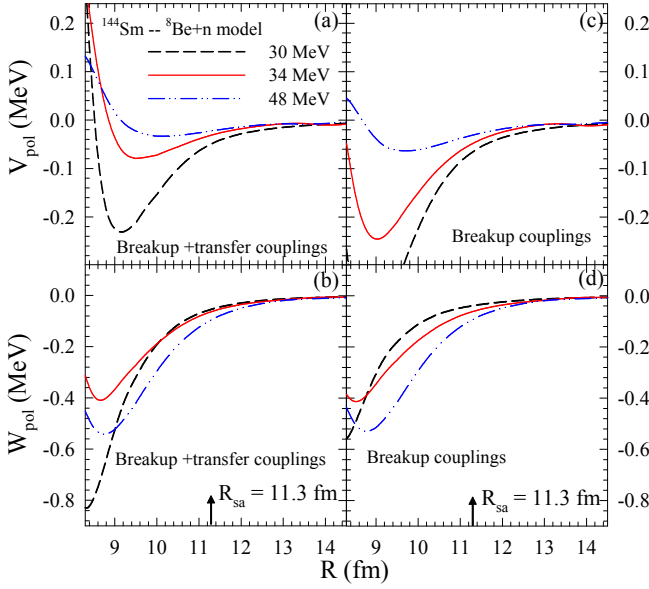 (a)
¹⁴⁴Sm -- ⁸Be+n model
30 MeV
34 MeV
48 MeV
0.2
0.1
0.0
-0.1
-0.2
V_pol (MeV)
Breakup +transfer couplings
(c)
0.2
0.1
0.0
-0.1
-0.2
Breakup couplings
(b)
0.0
-0.2
-0.4
-0.6
-0.8
W_pol (MeV)
Breakup +transfer couplings
R_sa = 11.3 fm
(d)
0.0
-0.2
-0.4
-0.6
-0.8
Breakup couplings
R_sa = 11.3 fm
9 10 11 12 13 14
9 10 11 12 13 14
R (fm)